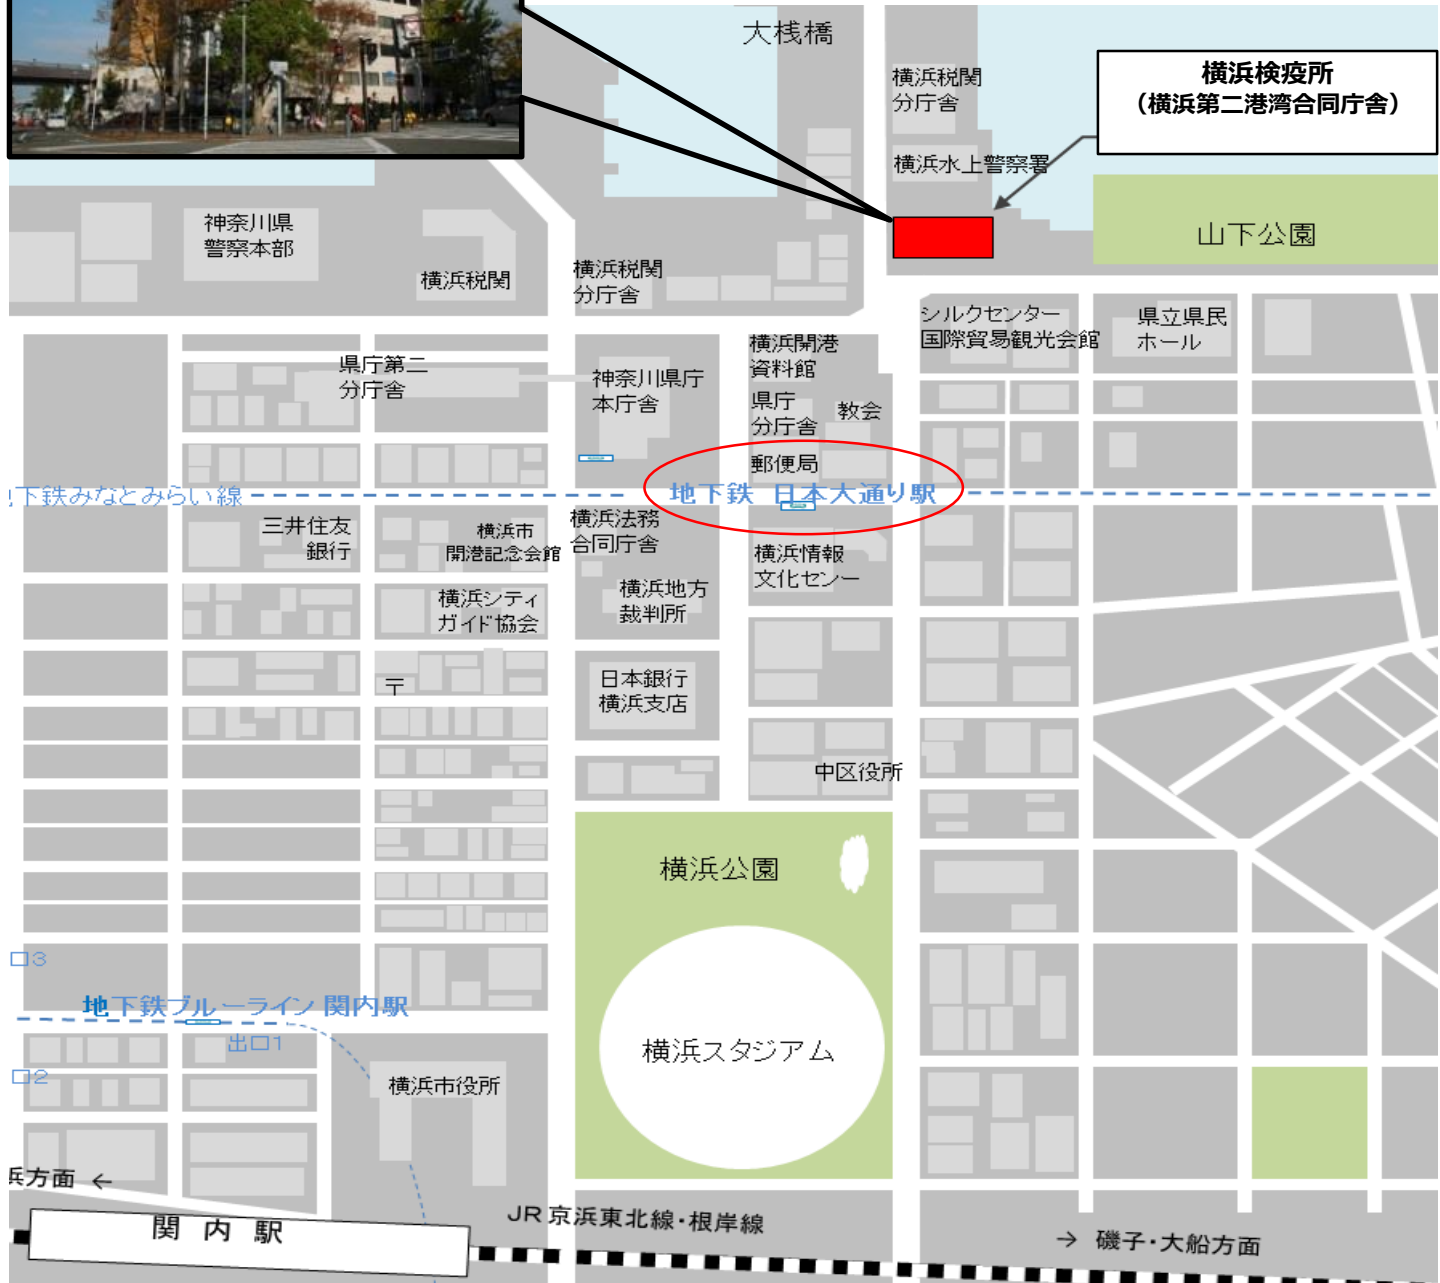 大桟橋
横浜税関
分庁舎
横浜検疫所
（横浜第二港湾合同庁舎）
横浜水上警察署
山下公園
神奈川県
警察本部
横浜税関
横浜税関
分庁舎
シルクセンター
国際貿易観光会館
県立県民
ホール
県庁第二
分庁舎
神奈川県庁
本庁舎
横浜開港
資料館
県庁
分庁舎
教会
郵便局
地下鉄 日本大通り駅
下鉄みなとみらい線
三井住友
銀行
横浜市
開港記念会館
横浜法務
合同庁舎
横浜情報
文化センー
横浜シティ
ガイド協会
横浜地方
裁判所
〒
日本銀行
横浜支店
中区役所
横浜公園
口3
地下鉄ブルーライン 関内駅
出口1
口2
横浜市役所
横浜スタジアム
浜方面 ←
関内駅
JR京浜東北線・根岸線
→ 磯子・大船方面